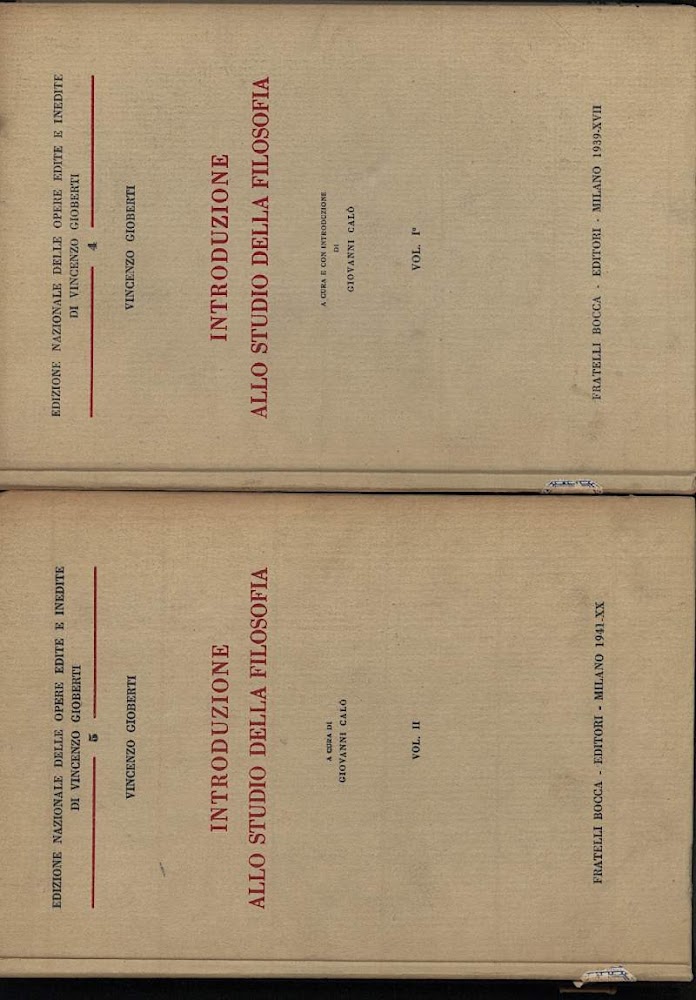 EDIZIONE NAZIONALE DELLE OPERE EDITE E INEDITE
DI VINCENZO GIOBERTI
4
VINCENZO GIOBERTI
INTRODUZIONE
ALLO STUDIO DELLA FILOSOFIA
A CURA E CON INTRODUZIONE
DI
GIOVANNI CALÒ
VOL. Iº
FRATELLI BOCCA - EDITORI - MILANO 1939-XVII
EDIZIONE NAZIONALE DELLE OPERE EDITE E INEDITE
DI VINCENZO GIOBERTI
5
VINCENZO GIOBERTI
INTRODUZIONE
ALLO STUDIO DELLA FILOSOFIA
A CURA DI
GIOVANNI CALÒ
VOL. II
FRATELLI BOCCA - EDITORI - MILANO 1941-XX